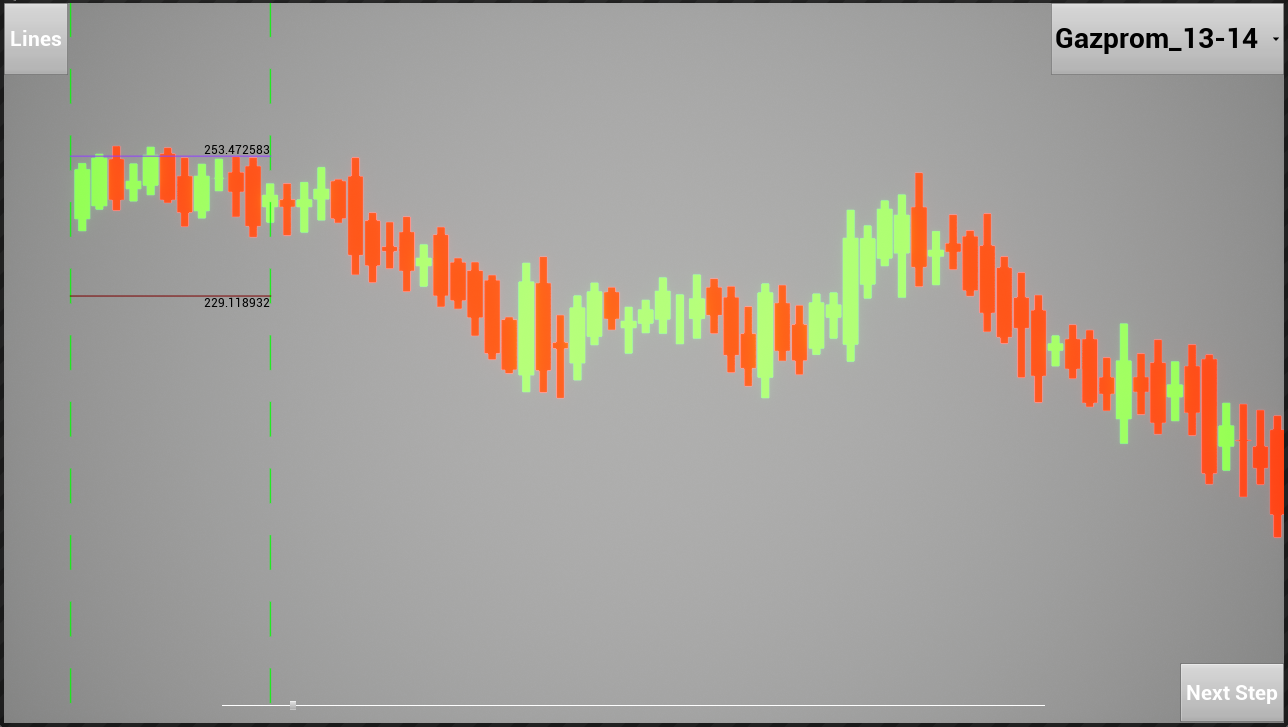 Lines
Gazprom_13-14
253.472583
229.118932
Next Step